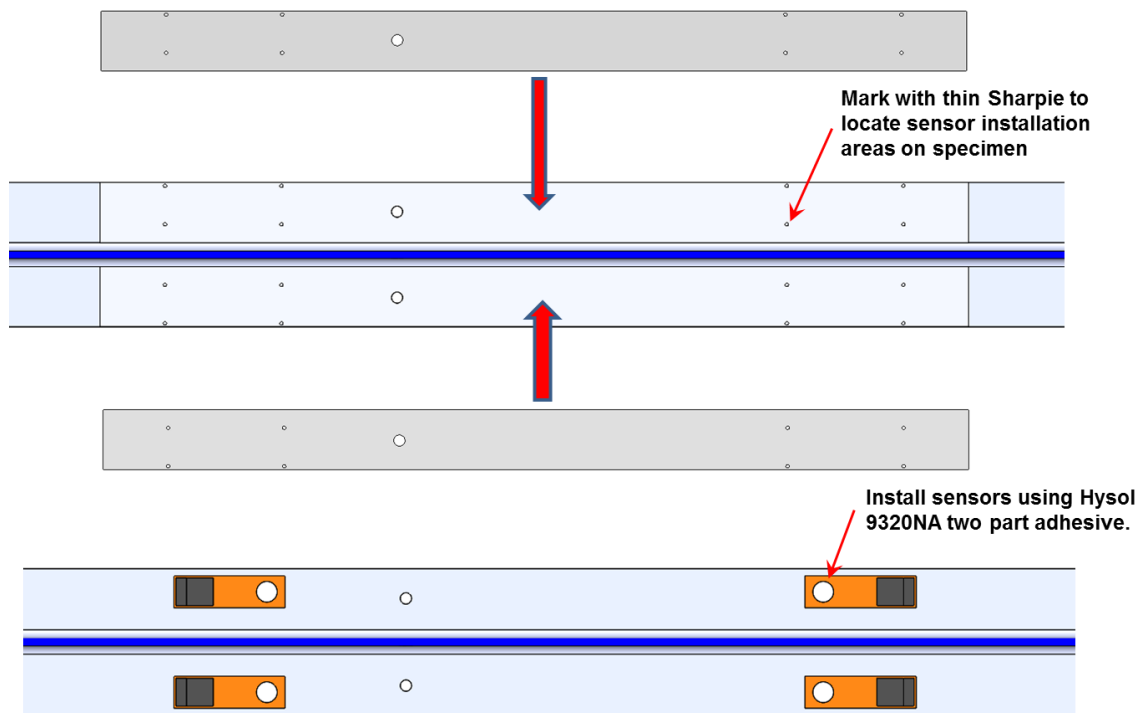 Mark with thin Sharpie to
locate sensor installation
areas on specimen
Install sensors using Hysol
9320NA two part adhesive.